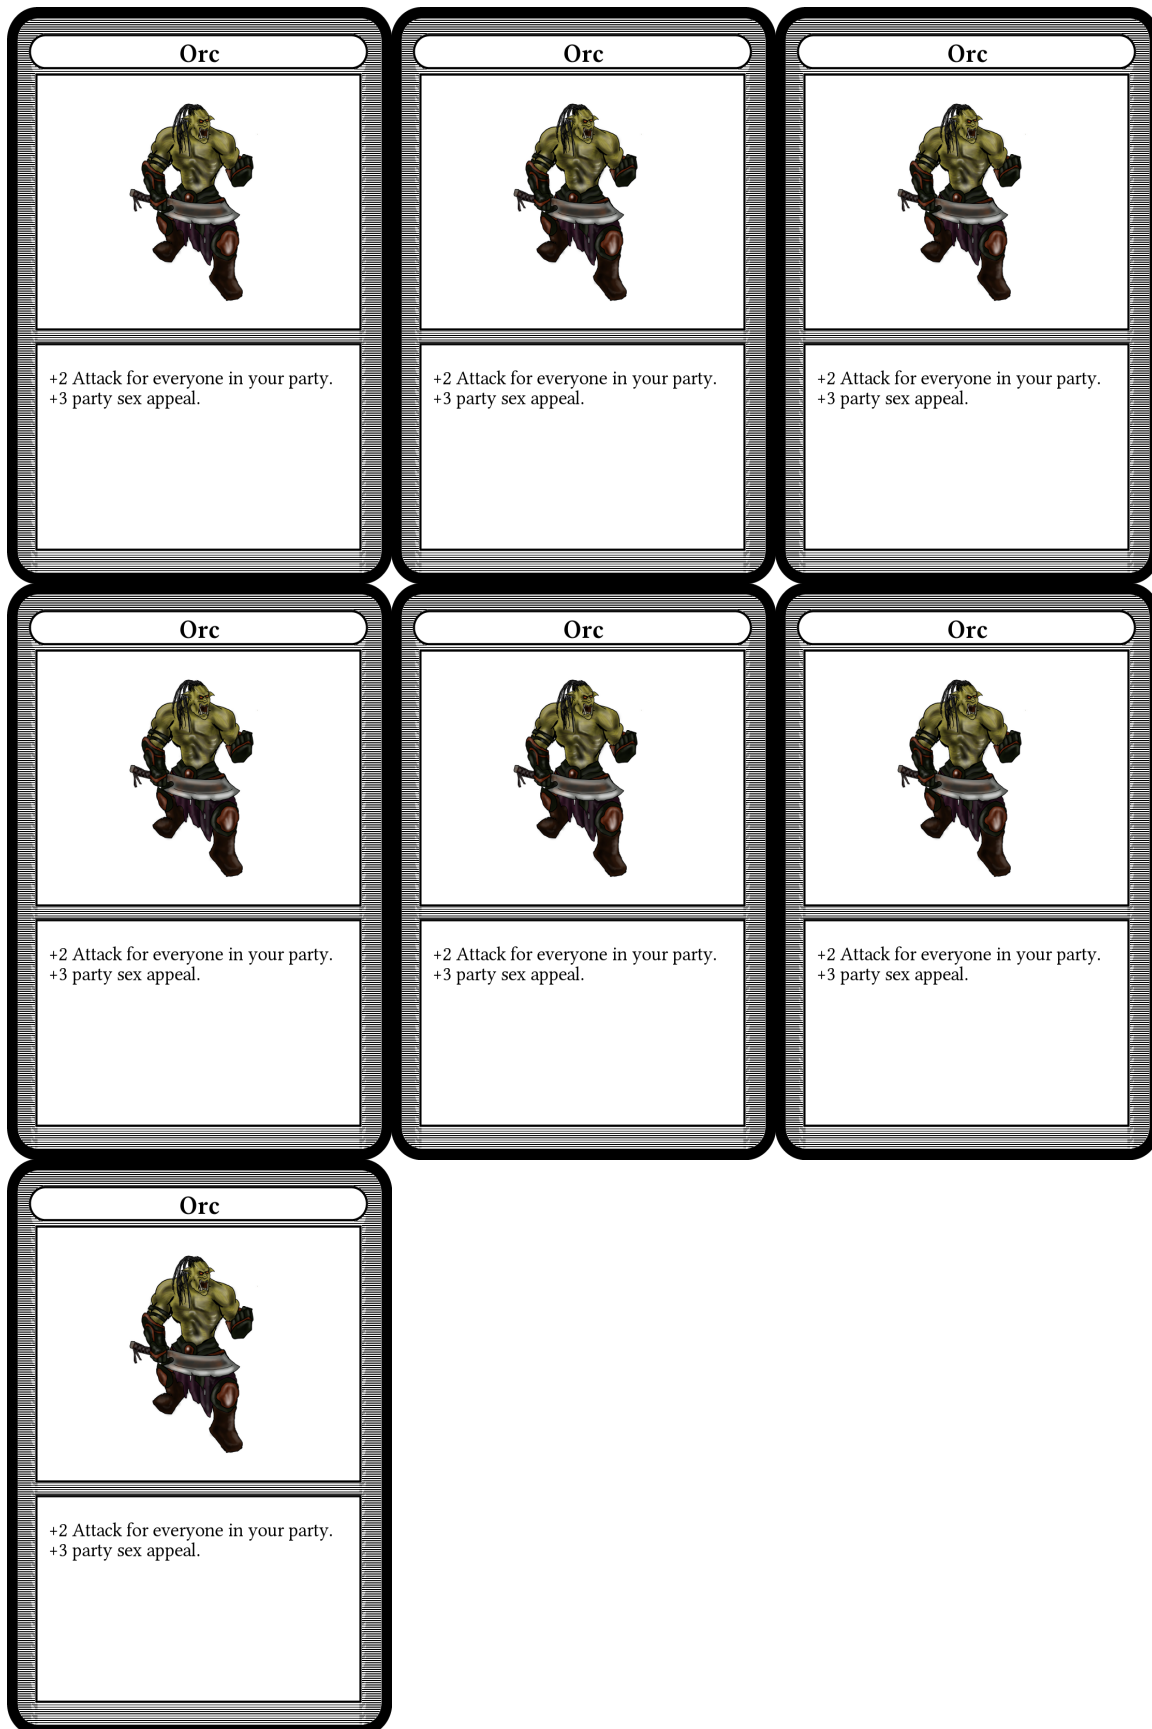 Orc
+2 Attack for everyone in your party.
+3 party sex appeal.
Orc
+2 Attack for everyone in your party.
+3 party sex appeal.
Orc
+2 Attack for everyone in your party.
+3 party sex appeal.
Orc
+2 Attack for everyone in your party.
+3 party sex appeal.
Orc
+2 Attack for everyone in your party.
+3 party sex appeal.
Orc
+2 Attack for everyone in your party.
+3 party sex appeal.
Orc
+2 Attack for everyone in your party.
+3 party sex appeal.